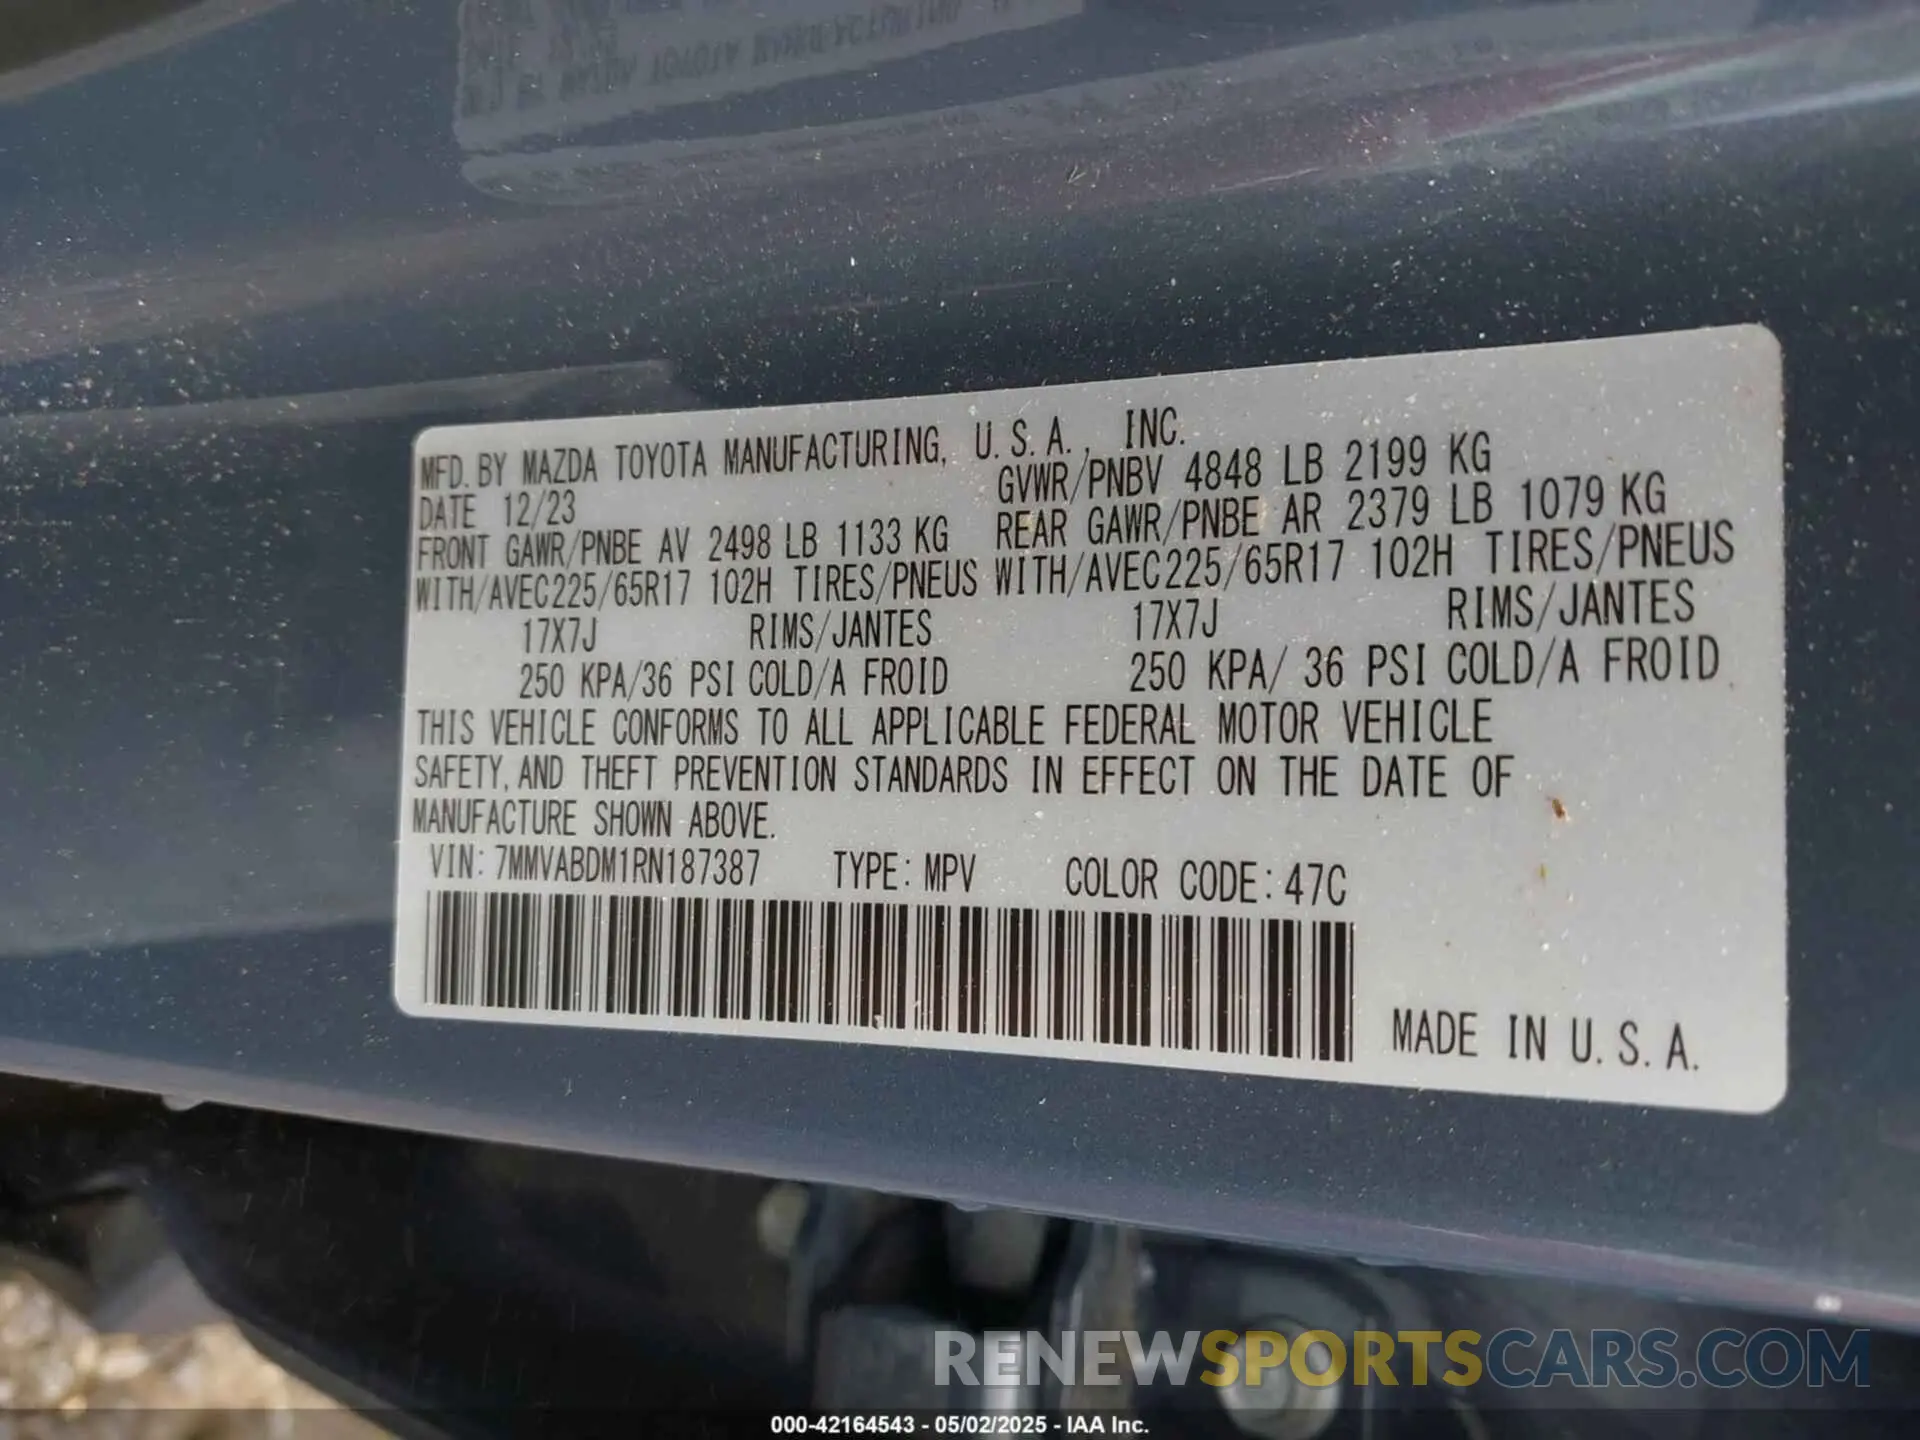 MFD. BY MAZDA TOYOTA MANUFACTURING, U.S.A., INC.
DATE 12/23 GVWR/PNBV 4848 LB 2199 KG
FRONT GAWR/PNBE AV 2498 LB 1133 KG REAR GAWR/PNBE AR 2379 LB 1079 KG
WITH/AVEC225/65R17 102H TIRES/PNEUS WITH/AVEC225/65R17 102H TIRES/PNEUS
17X7J RIMS/JANTES 17X7J RIMS/JANTES
250 KPA/36 PSI COLD/A FROID 250 KPA/ 36 PSI COLD/A FROID
THIS VEHICLE CONFORMS TO ALL APPLICABLE FEDERAL MOTOR VEHICLE
SAFETY, AND THEFT PREVENTION STANDARDS IN EFFECT ON THE DATE OF
MANUFACTURE SHOWN ABOVE.
VIN: 7MMVABDM1RN187387 TYPE: MPV COLOR CODE: 47C
MADE IN U.S.A.
RENEWSPORTSCARS.COM
000-42164543 - 05/02/2025 - IAA Inc.